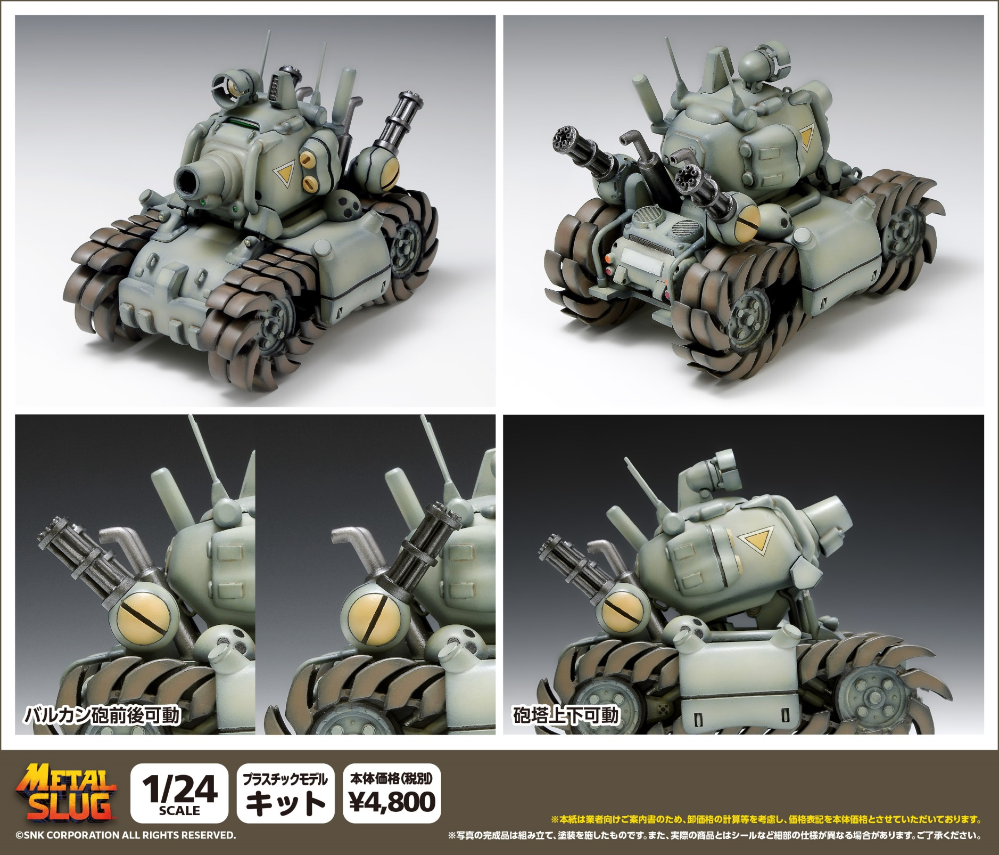 バルカン砲前後可動
砲塔上下可動
METAL
SLUG
1/24
SCALE
プラスチックモデル
キット
本体価格(税別)
¥4,800
※本紙は業者向けご案内書のため、卸価格の計算等を考慮し、価格表記を本体価格とさせていただいております。
©SNK CORPORATION ALL RIGHTS RESERVED.
※写真の完成品は組み立て、塗装を施したものです。また、実際の商品とはシールなど細部の仕様が異なる場合があります。ご了承ください。